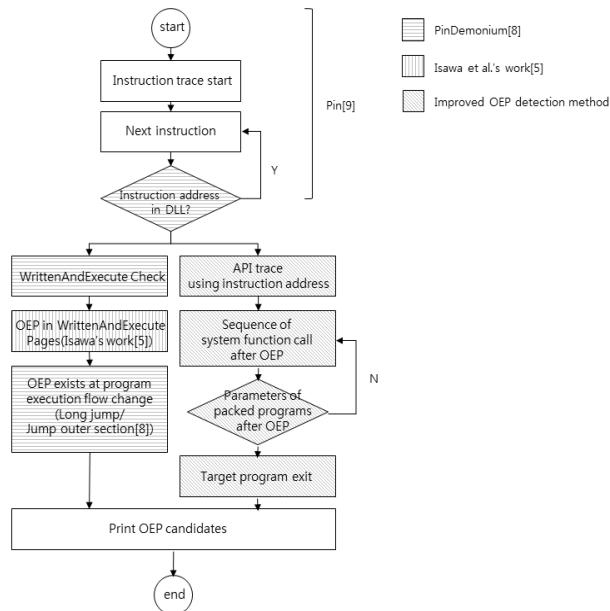 start
PinDemonium[8]
Isawa et al.'s work[5]
Improved OEP detection method
Instruction trace start
Pin[9]
Next instruction
Y
Instruction address
in DLL?
WrittenAndExecute Check
API trace
using instruction address
OEP in WrittenAndExecute
Pages(Isawa's work[5])
Sequence of
system function call
after OEP
N
OEP exists at program
execution flow change
(Long jump/
Jump outer section[8])
Parameters of
packed programs
after OEP
Target program exit
Print OEP candidates
end